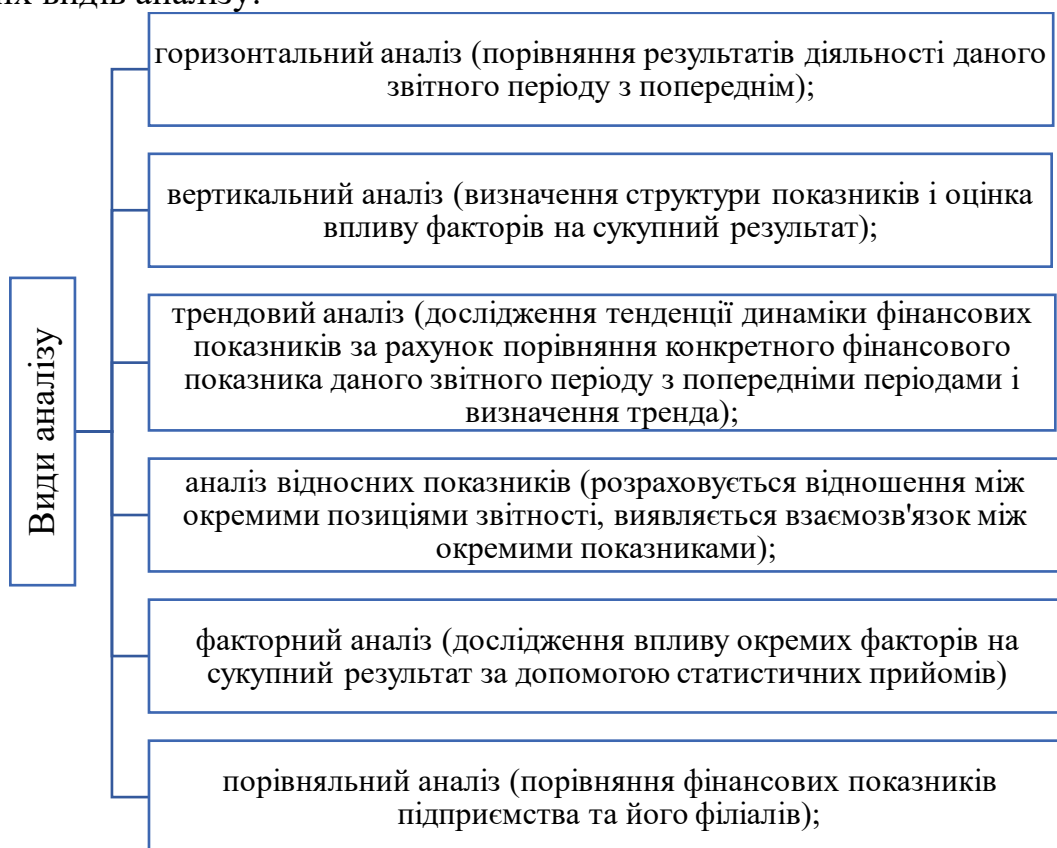 видів аналізу:
горизонтальний аналіз (порівняння результатів діяльності даного
звітного періоду з попереднім);
вертикальний аналіз (визначення структури показників і оцінка
впливу факторів на сукупний результат);
Види аналізу
трендовий аналіз (дослідження тенденції динаміки фінансових
показників за рахунок порівняння конкретного фінансового
показника даного звітного періоду з попередніми періодами і
визначення тренда);
аналіз відносних показників (розраховується відношення між
окремими позиціями звітності, виявляється взаємозв'язок між
окремими показниками);
факторний аналіз (дослідження впливу окремих факторів на
сукупний результат за допомогою статистичних прийомів)
порівняльний аналіз (порівняння фінансових показників
підприємства та його філіалів);